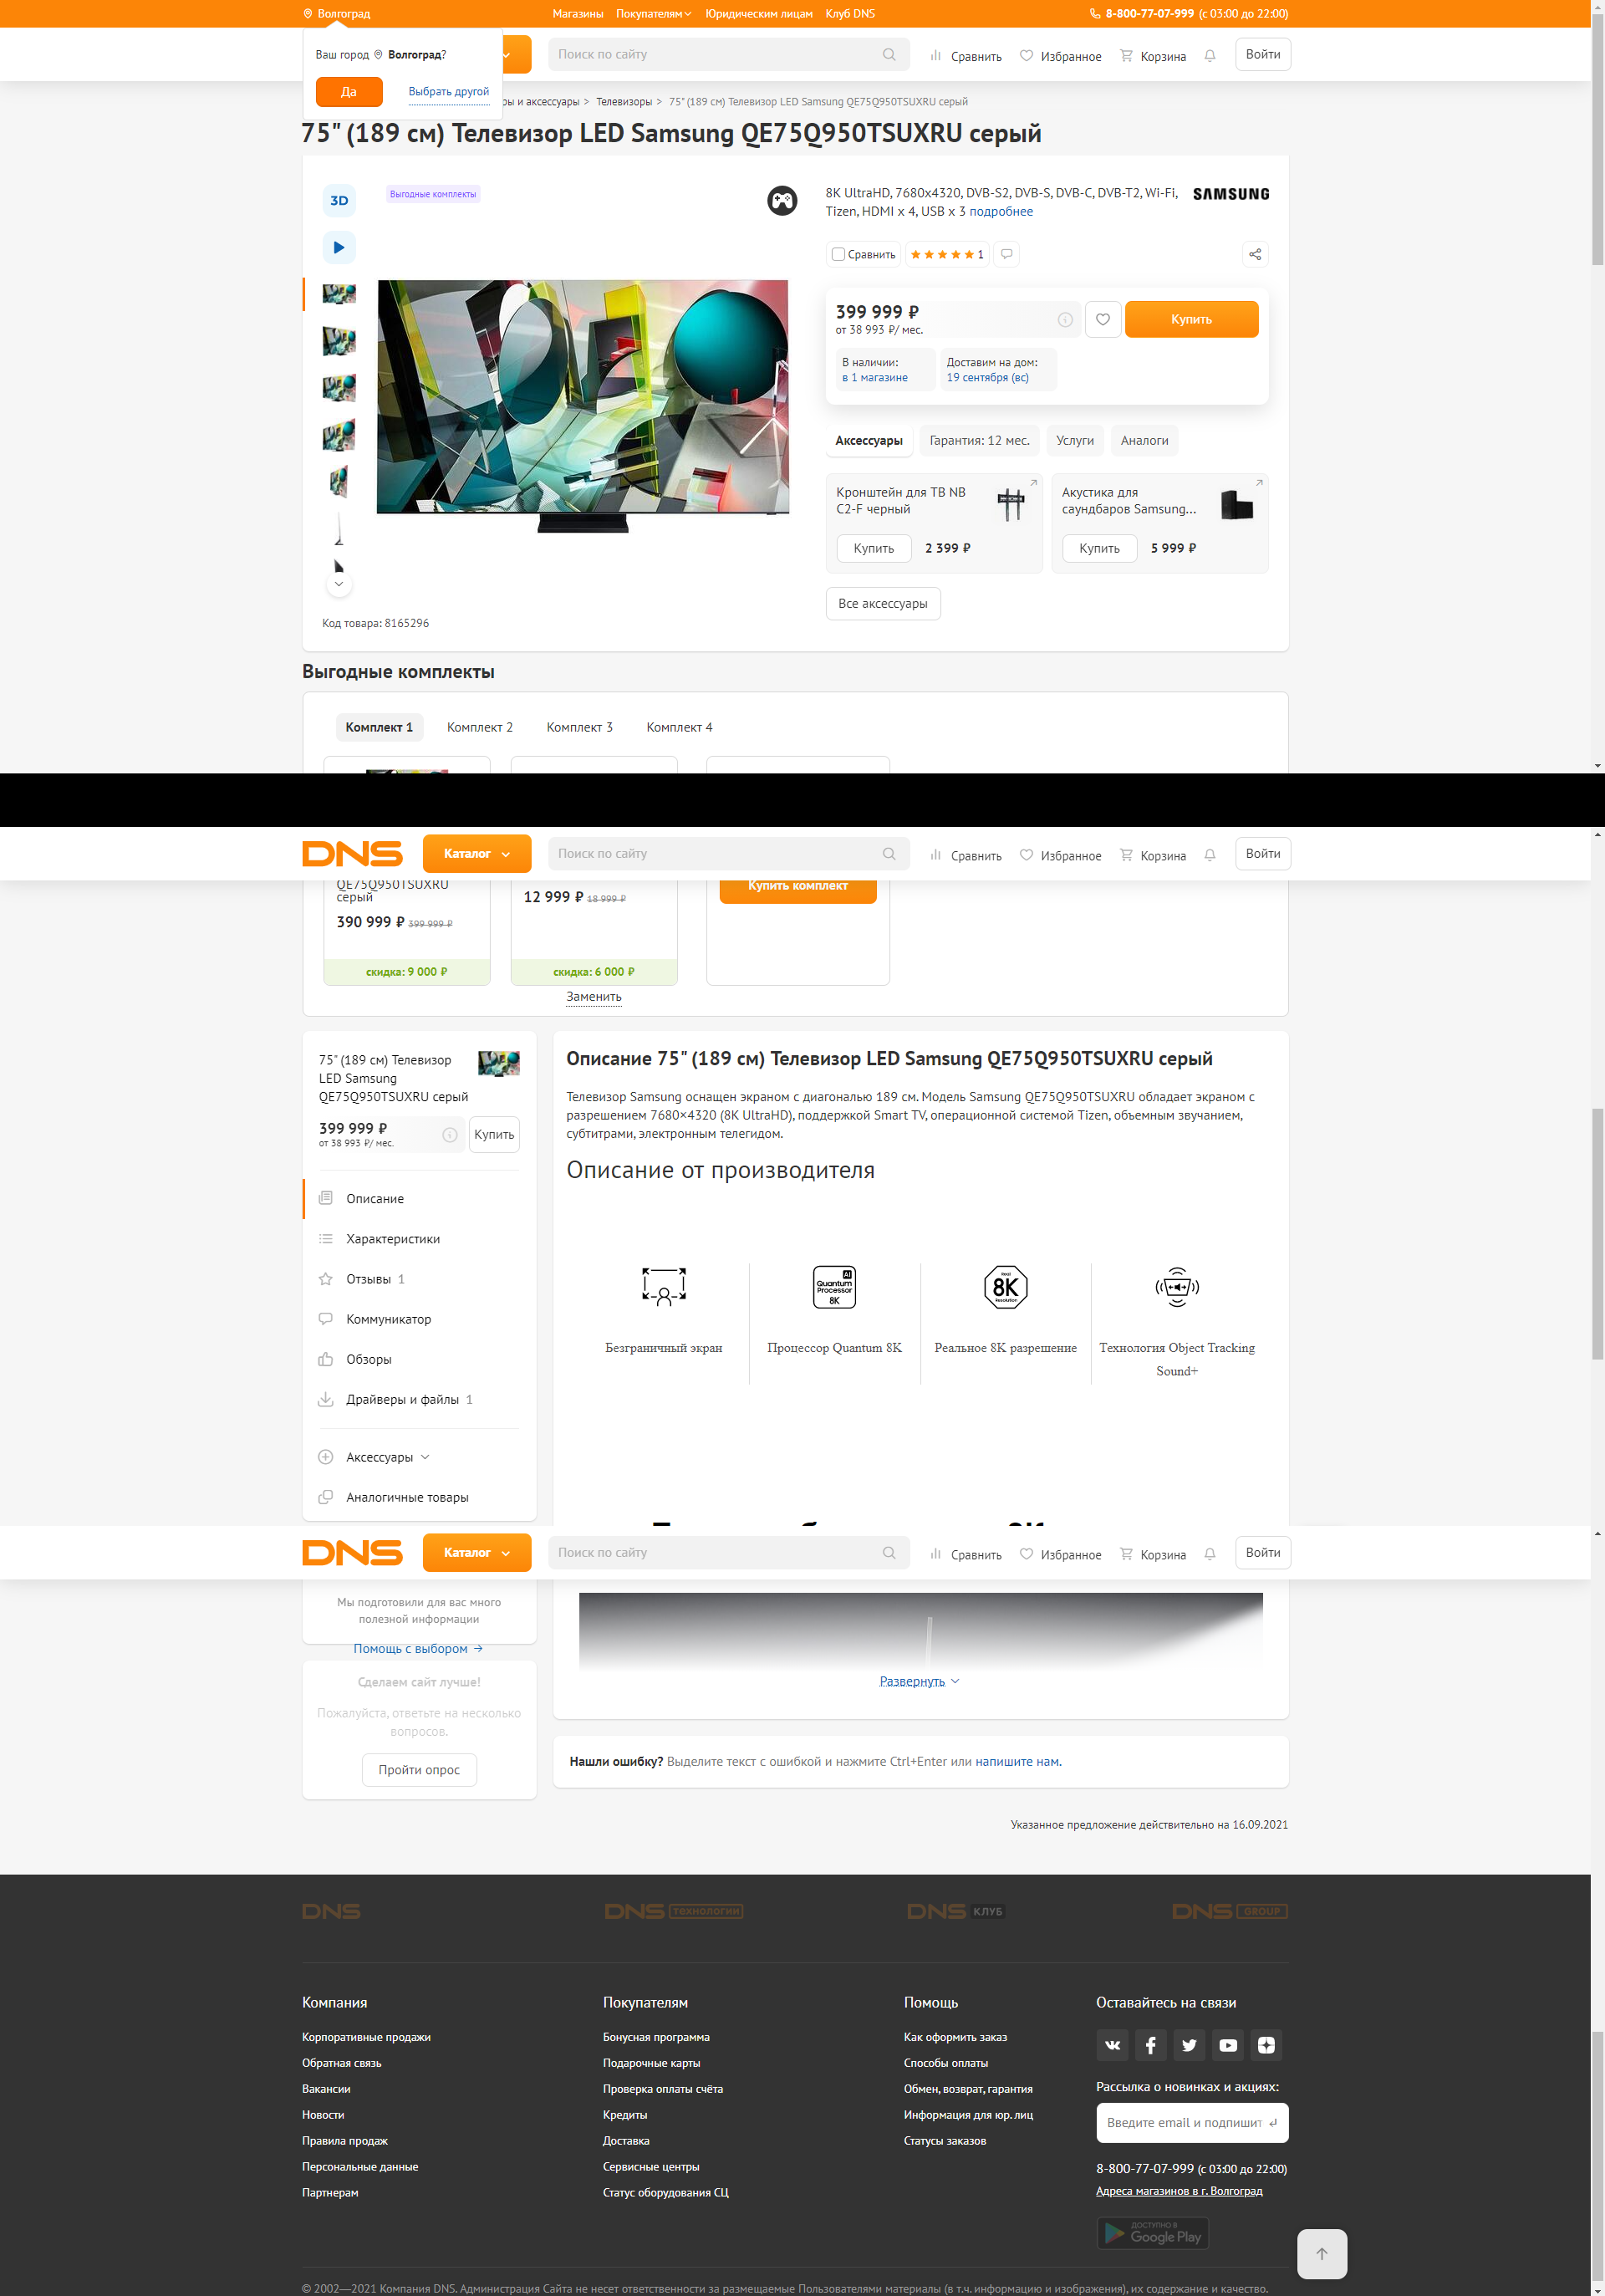 Волгоград
Магазины Покупателям Юридическим лицам Клуб DNS
8-800-77-07-999 (с 03:00 до 22:00)
Ваш город Волгоград?
Да Выбрать другой
Поиск по сайту
Сравнить Избранное Корзина Войти
и аксессуары > Телевизоры > 75" (189 см) Телевизор LED Samsung QE75Q950TSUXRU серый
75" (189 см) Телевизор LED Samsung QE75Q950TSUXRU серый
3D
Выгодные комплекты
8K UltraHD, 7680x4320, DVB-S2, DVB-S, DVB-C, DVB-T2, Wi-Fi,
Tizen, HDMI x 4, USB x 3 подробнее
SAMSUNG
Сравнить 1
399 999 ₽
от 38 993 ₽/ мес.
Купить
В наличии:
в 1 магазине
Доставим на дом:
19 сентября (вс)
Аксессуары Гарантия: 12 мес. Услуги Аналоги
Кронштейн для ТВ NB
C2-F черный
Купить 2 399 ₽
Акустика для
саундбаров Samsung...
Купить 5 999 ₽
Все аксессуары
Код товара: 8165296
Выгодные комплекты
Комплект 1 Комплект 2 Комплект 3 Комплект 4
DNS Каталог Поиск по сайту Сравнить Избранное Корзина Войти
QE75Q950TSUXRU
серый
390 999 ₽ 399 999 ₽
скидка: 9 000 ₽
12 999 ₽ 18 999 ₽
скидка: 6 000 ₽
Заменить
Купить комплект
75" (189 см) Телевизор
LED Samsung
QE75Q950TSUXRU серый
399 999 ₽
от 38 993 ₽/ мес.
Купить
Описание
Характеристики
Отзывы 1
Коммуникатор
Обзоры
Драйверы и файлы 1
Аксессуары
Аналогичные товары
Описание 75" (189 см) Телевизор LED Samsung QE75Q950TSUXRU серый
Телевизор Samsung оснащен экраном с диагональю 189 см. Модель Samsung QE75Q950TSUXRU обладает экраном с
разрешением 7680×4320 (8K UltraHD), поддержкой Smart TV, операционной системой Tizen, объемным звучанием,
субтитрами, электронным телегидом.
Описание от производителя
AI
Quantum
Processor
8K
Real
8K
Resolution
Безграничный экран
Процессор Quantum 8K
Реальное 8K разрешение
Технология Object Tracking
Sound+
DNS Каталог Поиск по сайту Сравнить Избранное Корзина Войти
Мы подготовили для вас много
полезной информации
Помощь с выбором
Сделаем сайт лучше!
Пожалуйста, ответьте на несколько
вопросов.
Пройти опрос
Развернуть
Нашли ошибку? Выделите текст с ошибкой и нажмите Ctrl+Enter или напишите нам.
Указанное предложение действительно на 16.09.2021
DNS
DNS ТЕХНОЛОГИИ
DNS КЛУБ
DNS GROUP
Компания
Корпоративные продажи
Обратная связь
Вакансии
Новости
Правила продаж
Персональные данные
Партнерам
Покупателям
Бонусная программа
Подарочные карты
Проверка оплаты счёта
Кредиты
Доставка
Сервисные центры
Статус оборудования СЦ
Помощь
Как оформить заказ
Способы оплаты
Обмен, возврат, гарантия
Информация для юр. лиц
Статусы заказов
Оставайтесь на связи
Рассылка о новинках и акциях:
Введите email и подпишит
8-800-77-07-999 (с 03:00 до 22:00)
Адреса магазинов в г. Волгоград
ДОСТУПНО В
Google Play
© 2002—2021 Компания DNS. Администрация Сайта не несет ответственности за размещаемые Пользователями материалы (в т.ч. информацию и изображения), их содержание и качество.